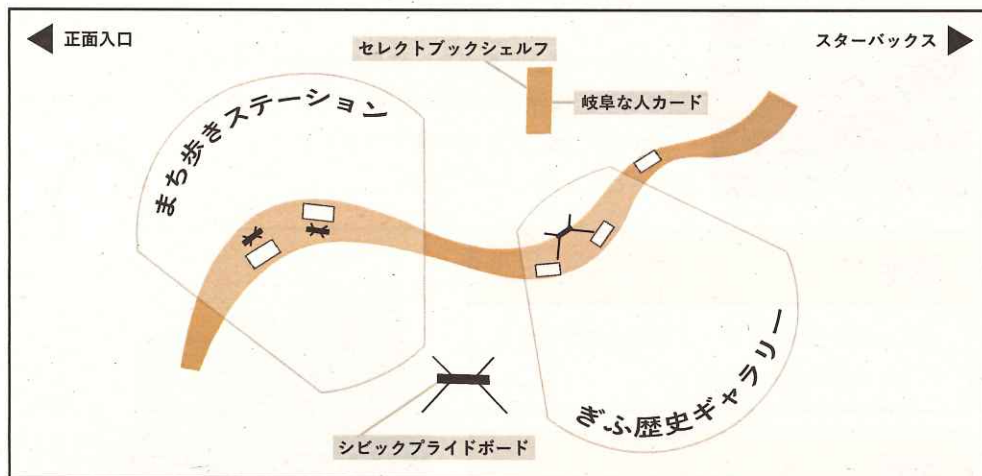 正面入口
スターバックス
セレクトブックシェルフ
岐阜な人カード
まち歩きステーション
ぎふ歴史ギャラリー
シビックプライドボード